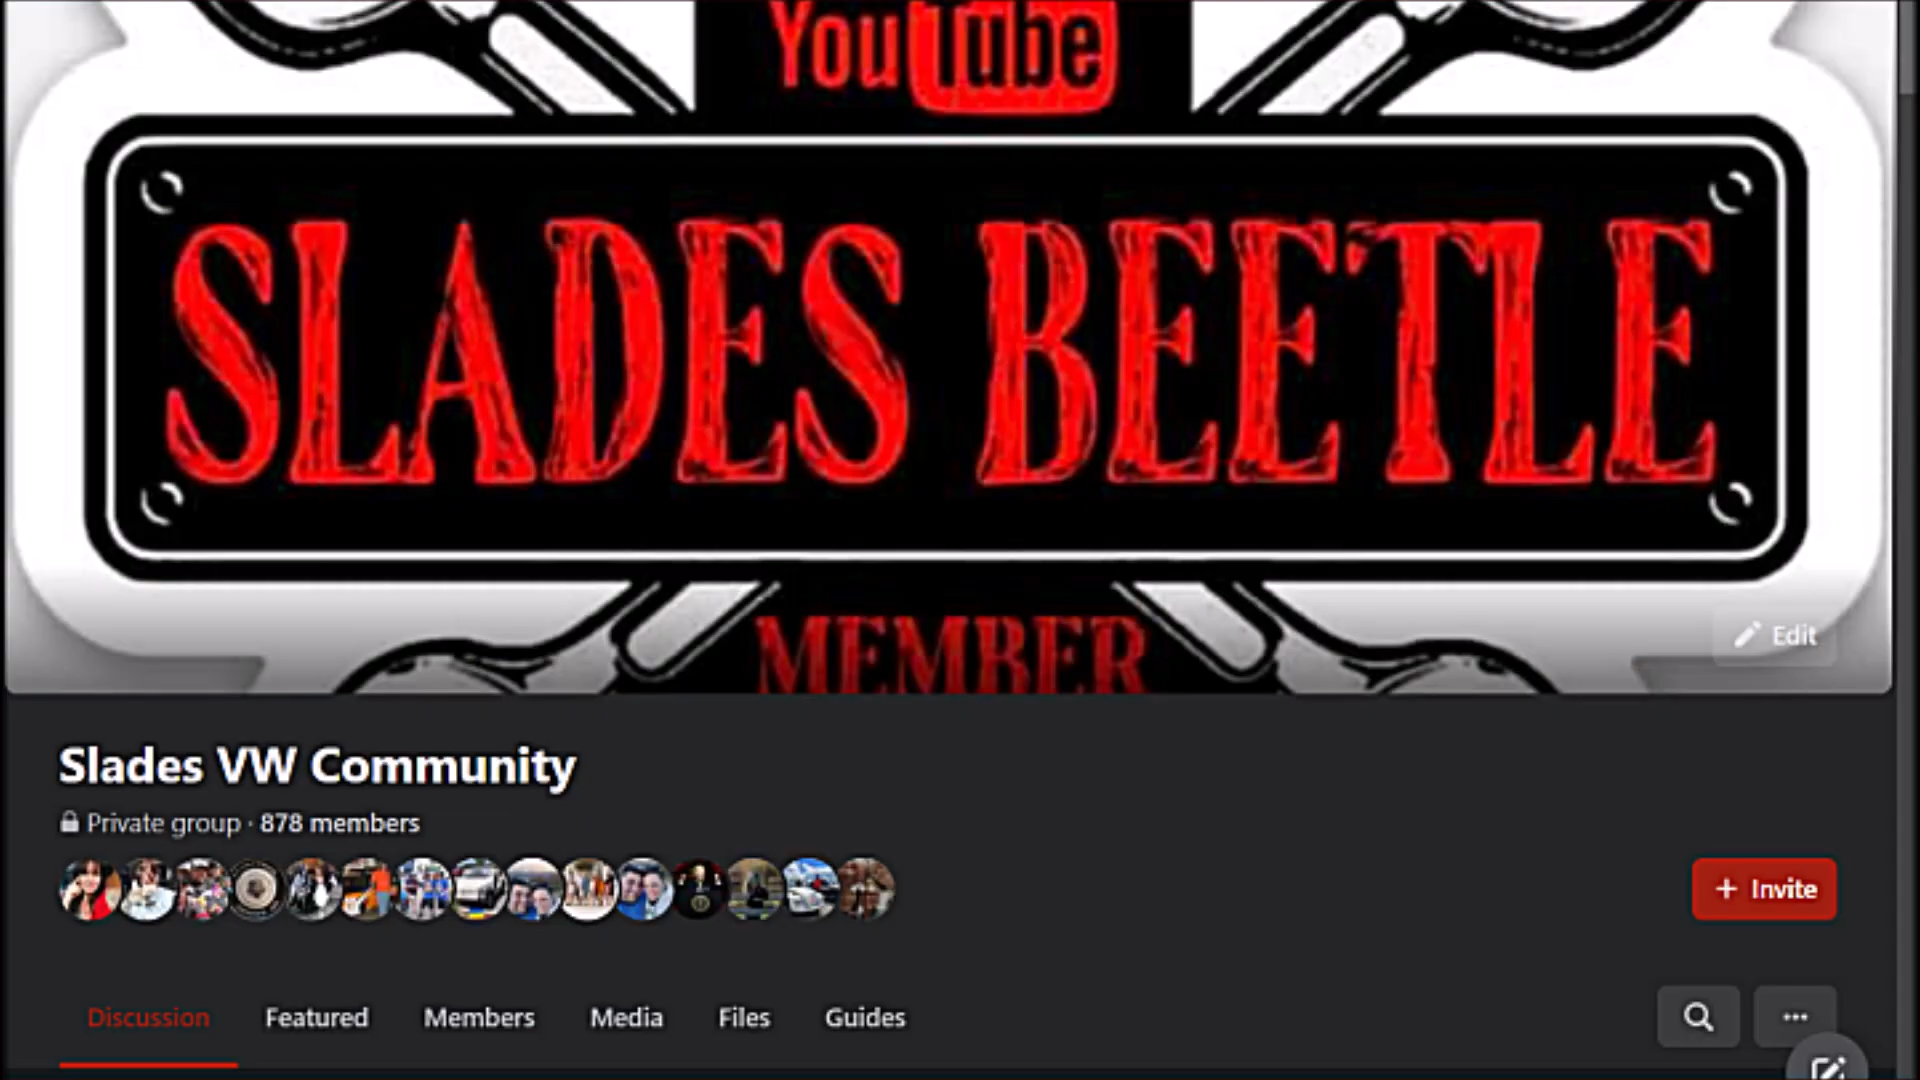 YouTube
SLADES BEETLE
MEMBER
Edit
Slades VW Community
Private group · 878 members
+ Invite
Discussion Featured Members Media Files Guides